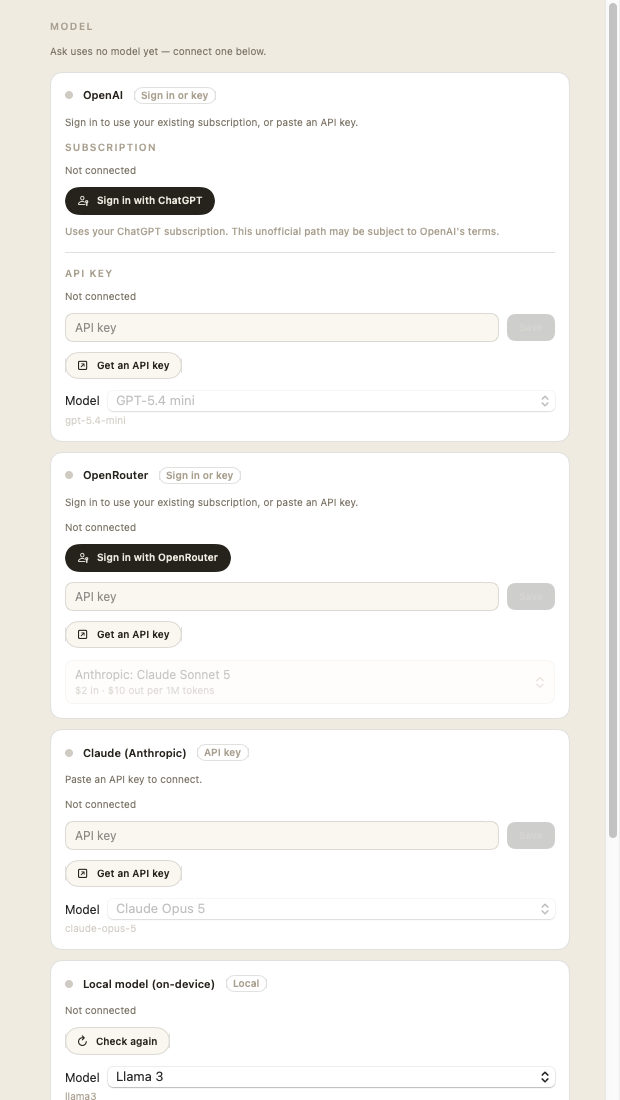 MODEL
Ask uses no model yet — connect one below.
OpenAI
Sign in or key
Sign in to use your existing subscription, or paste an API key.
SUBSCRIPTION
Not connected
Sign in with ChatGPT
Uses your ChatGPT subscription. This unofficial path may be subject to OpenAI's terms.
API KEY
Not connected
API key
Save
Get an API key
Model
GPT-5.4 mini
gpt-5.4-mini
OpenRouter
Sign in or key
Sign in to use your existing subscription, or paste an API key.
Not connected
Sign in with OpenRouter
API key
Save
Get an API key
Anthropic: Claude Sonnet 5
$2 in · $10 out per 1M tokens
Claude (Anthropic)
API key
Paste an API key to connect.
Not connected
API key
Save
Get an API key
Model
Claude Opus 5
claude-opus-5
Local model (on-device)
Local
Not connected
Check again
Model
Llama 3
llama3